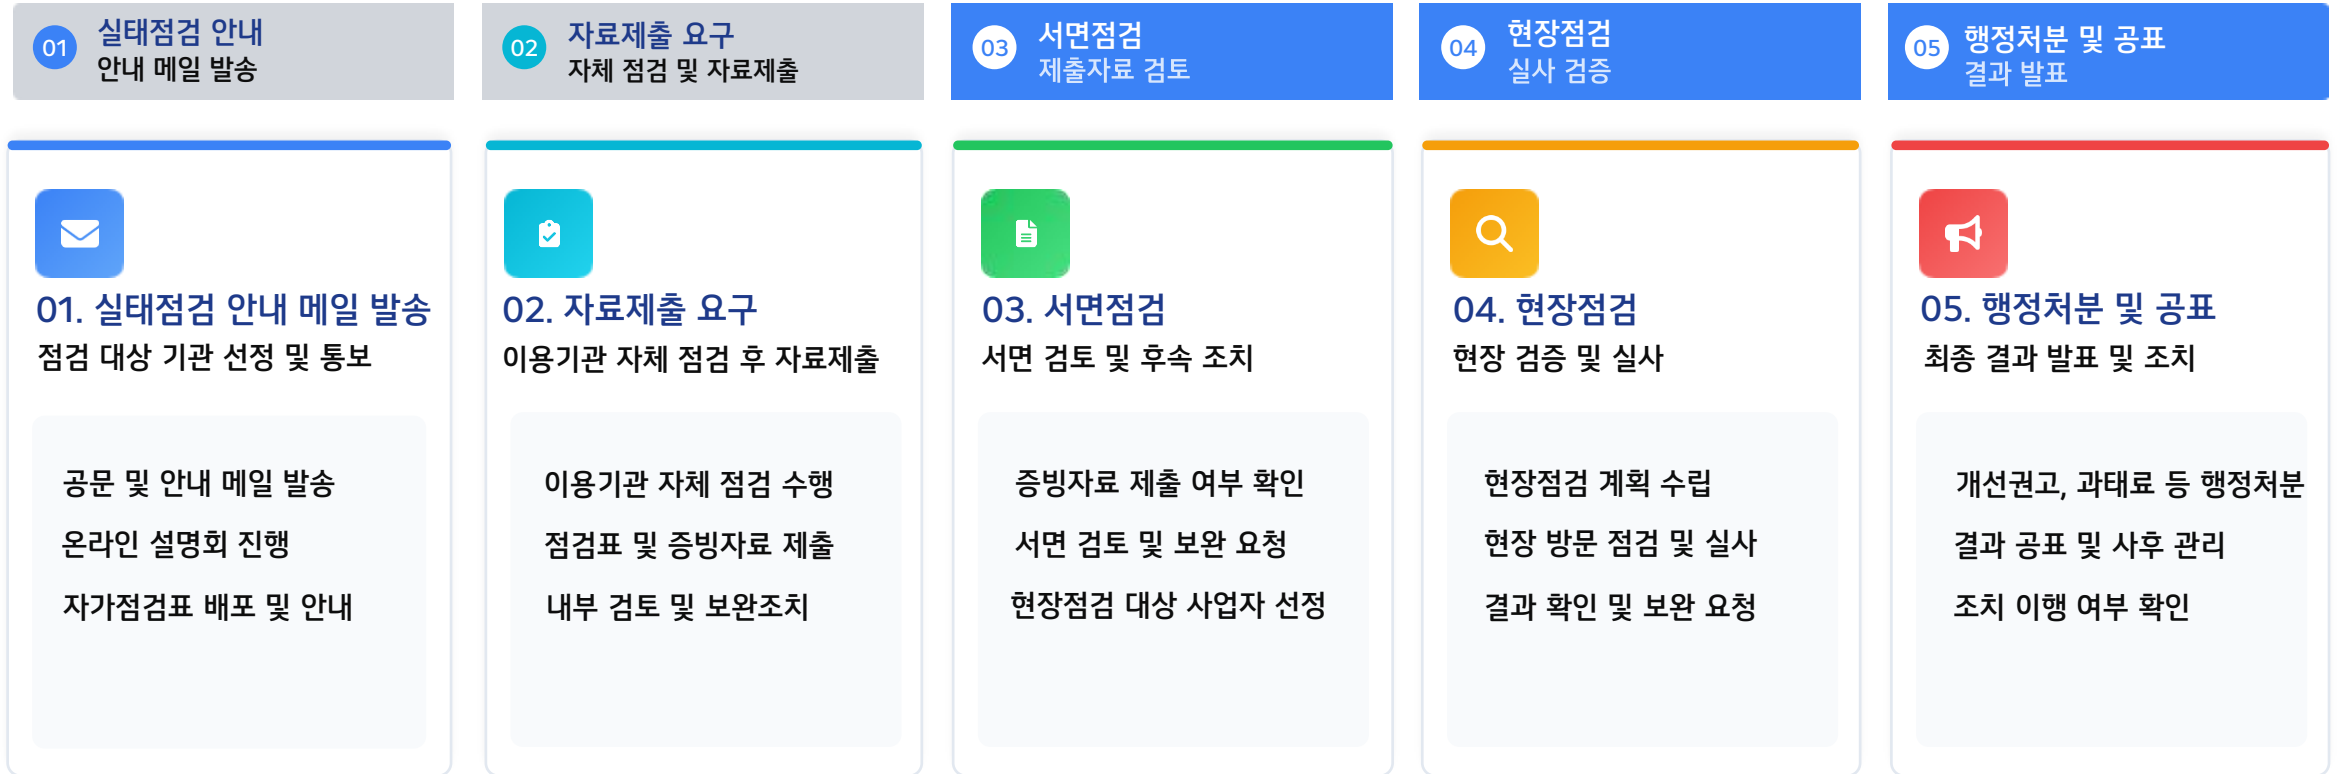 01
실태점검 안내
안내 메일 발송
02
자료제출 요구
자체 점검 및 자료제출
03
서면점검
제출자료 검토
04
현장점검
실사 검증
05
행정처분 및 공표
결과 발표
01. 실태점검 안내 메일 발송
점검 대상 기관 선정 및 통보
공문 및 안내 메일 발송
온라인 설명회 진행
자가점검표 배포 및 안내
02. 자료제출 요구
이용기관 자체 점검 후 자료제출
이용기관 자체 점검 수행
점검표 및 증빙자료 제출
내부 검토 및 보완조치
03. 서면점검
서면 검토 및 후속 조치
증빙자료 제출 여부 확인
서면 검토 및 보완 요청
현장점검 대상 사업자 선정
04. 현장점검
현장 검증 및 실사
현장점검 계획 수립
현장 방문 점검 및 실사
결과 확인 및 보완 요청
05. 행정처분 및 공표
최종 결과 발표 및 조치
개선권고, 과태료 등 행정처분
결과 공표 및 사후 관리
조치 이행 여부 확인